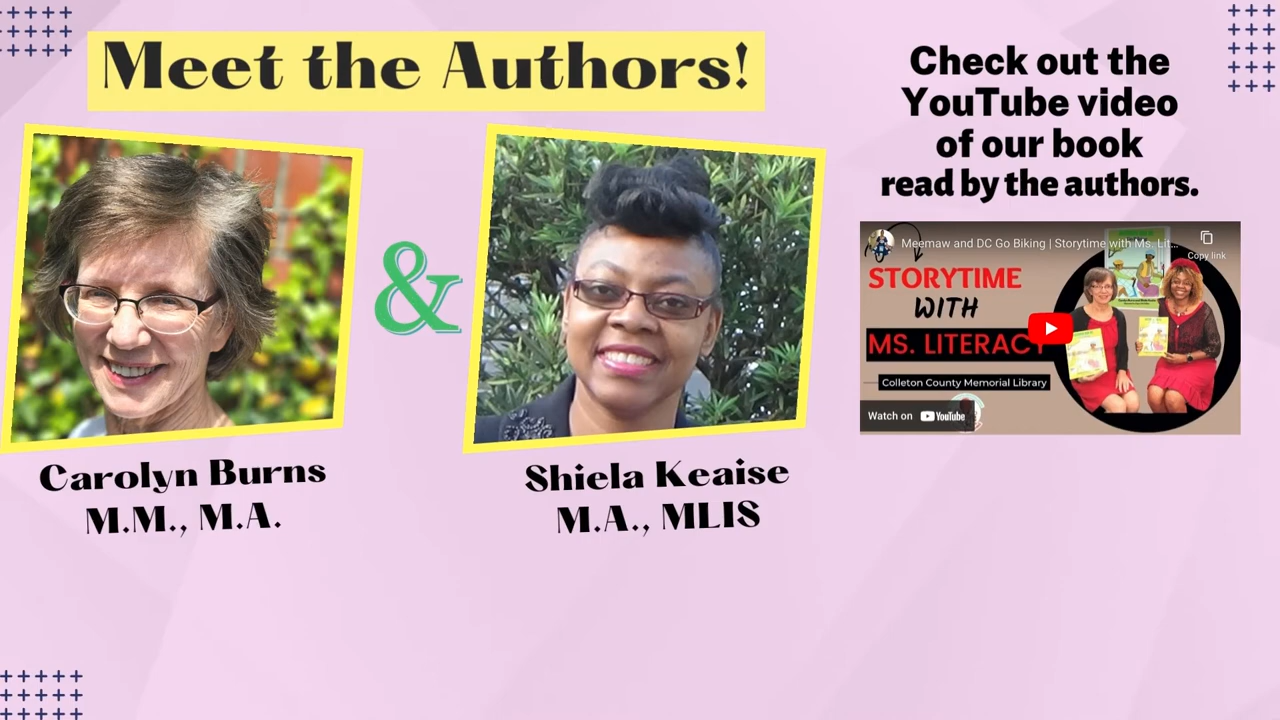 Meet the Authors!
&
Carolyn Burns
M.M., M.A.
Shiela Keaise
M.A., MLIS
Check out the
YouTube video
of our book
read by the authors.
Meemaw and DC Go Biking | Storytime with Ms. Lit...
Copy link
STORYTIME
WITH
MS. LITERACY
Colleton County Memorial Library
Watch on YouTube